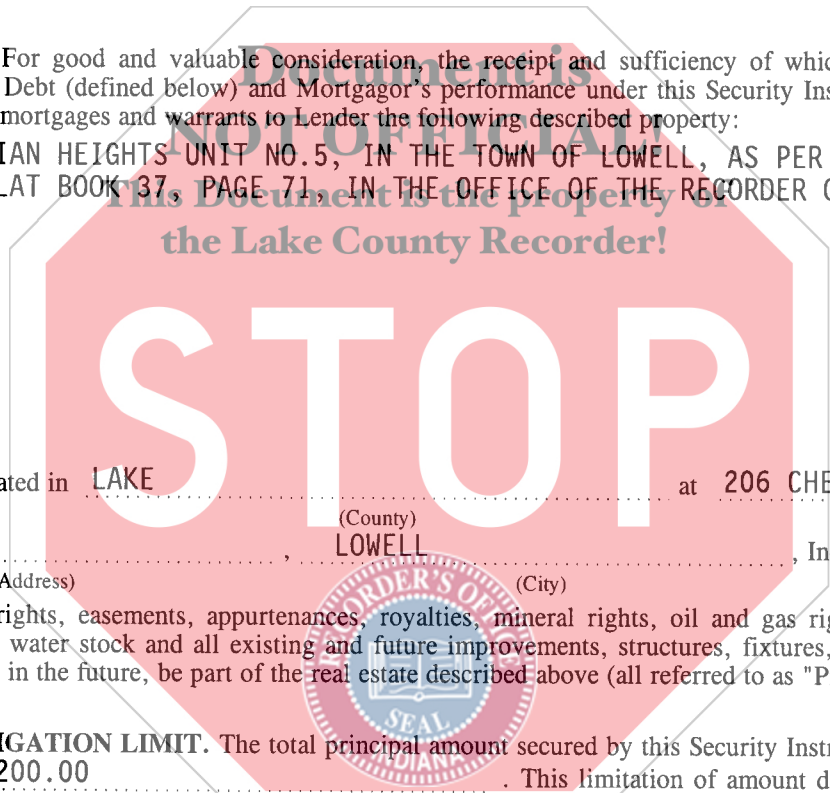 For good and valuable consideration, the receipt and sufficiency of whic
Document is
Debt (defined below) and Mortgagor's performance under this Security Ins
mortgages and warrants to Lender the following described property:
NOT OFFICIAL!
IAN HEIGHTS UNIT NO.5, IN THE TOWN OF LOWELL, AS PER
LAT BOOK 37, PAGE 71, IN THE OFFICE OF THE RECORDER
This Document is the property of
the Lake County Recorder!
STOP
ated in LAKE at 206 CHE
(County)
, LOWELL , In
Address) (City)
RECORDER'S OFFICE
rights, easements, appurtenances, royalties, mineral rights, oil and gas rig
water stock and all existing and future improvements, structures, fixtures,
in the future, be part of the real estate described above (all referred to as "P
SEAL
IGATION LIMIT. The total principal amount secured by this Security Instr
INDIANA
200.00 . This limitation of amount d